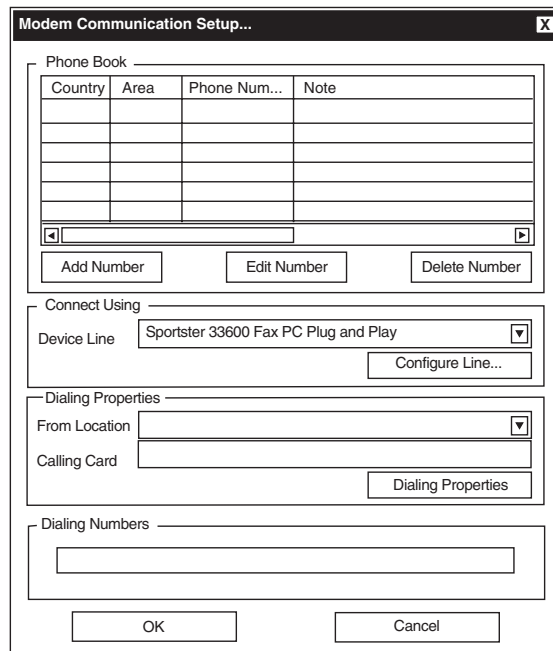 Modem Communication Setup... X
Phone Book
Country Area Phone Num... Note
Add Number Edit Number Delete Number
Connect Using
Device Line Sportster 33600 Fax PC Plug and Play
Configure Line...
Dialing Properties
From Location
Calling Card
Dialing Properties
Dialing Numbers
OK Cancel